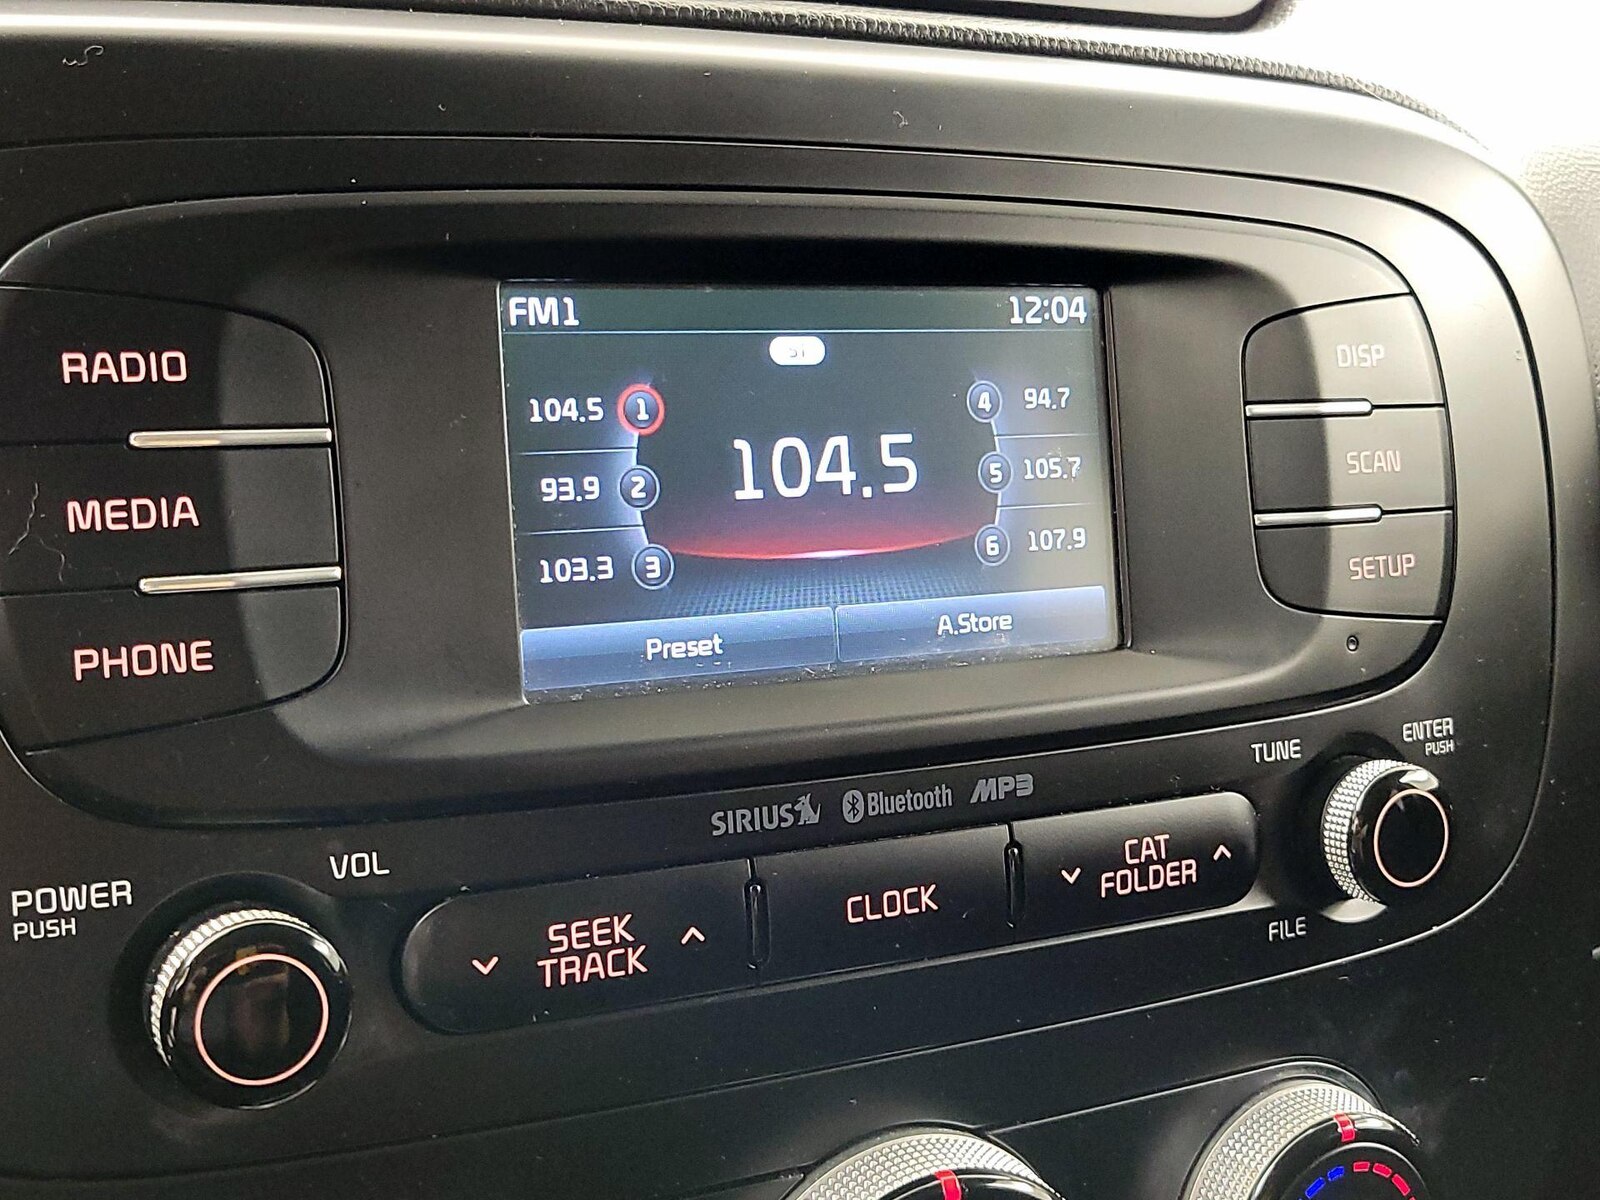 FM1 12:04
ST
104.5 1
93.9 2
103.3 3
104.5
4 94.7
5 105.7
6 107.9
Preset A.Store
RADIO
MEDIA
PHONE
DISP
SCAN
SETUP
SIRIUS Bluetooth MP3
POWER
PUSH
VOL
SEEK
TRACK
CLOCK
CAT
FOLDER
TUNE
ENTER
PUSH
FILE